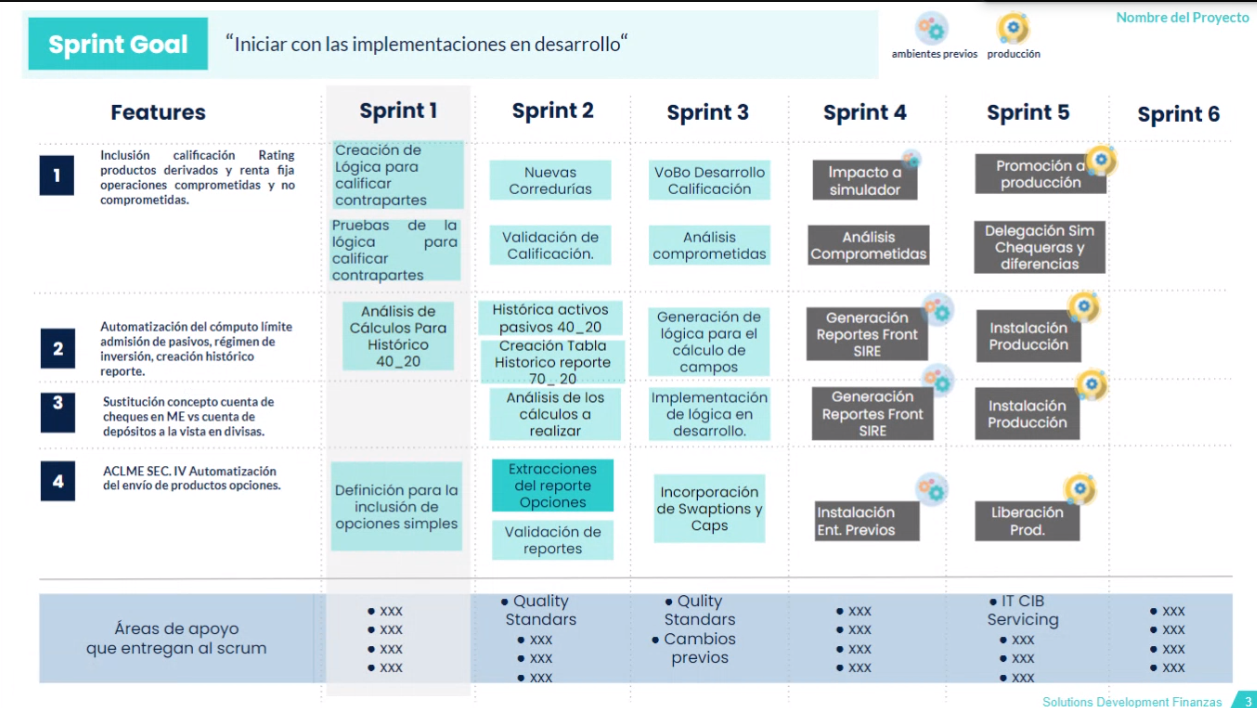 Nombre del Proyecto
Sprint Goal
“Iniciar con las implementaciones en desarrollo“
ambientes previos
producción
Features
Sprint 1
Sprint 2
Sprint 3
Sprint 4
Sprint 5
Sprint 6
1
Inclusión calificación Rating
productos derivados y renta fija
operaciones comprometidas y no
comprometidas.
Creación de
Lógica para
calificar
contrapartes
Pruebas de la
lógica para
calificar
contrapartes
Nuevas
Corredurías
Validación de
Calificación.
VoBo Desarrollo
Calificación
Análisis
comprometidas
Impacto a
simulador
Análisis
Comprometidas
Promoción a
producción
Delegación Sim
Chequeras y
diferencias
2
Automatización del cómputo límite
admisión de pasivos, régimen de
inversión, creación histórico
reporte.
Análisis de
Cálculos Para
Histórico
40_20
Histórica activos
pasivos 40_20
Creación Tabla
Historico reporte
70_ 20
Generación de
lógica para el
cálculo de
campos
Generación
Reportes Front
SIRE
Instalación
Producción
3
Sustitución concepto cuenta de
cheques en ME vs cuenta de
depósitos a la vista en divisas.
Análisis de los
cálculos a
realizar
Implementación
de lógica en
desarrollo.
Generación
Reportes Front
SIRE
Instalación
Producción
4
ACLME SEC. IV Automatización
del envío de productos opciones.
Definición para la
inclusión de
opciones simples
Extracciones
del reporte
Opciones
Validación de
reportes
Incorporación
de Swaptions y
Caps
Instalación
Ent. Previos
Liberación
Prod.
Áreas de apoyo
que entregan al scrum
● xxx
● xxx
● xxx
● xxx
● Quality
Standars
● xxx
● xxx
● xxx
● Qulity
Standars
● Cambios
previos
● xxx
● xxx
● xxx
● xxx
● IT CIB
Servicing
● xxx
● xxx
● xxx
● xxx
● xxx
● xxx
● xxx
Solutions Development Finanzas
3